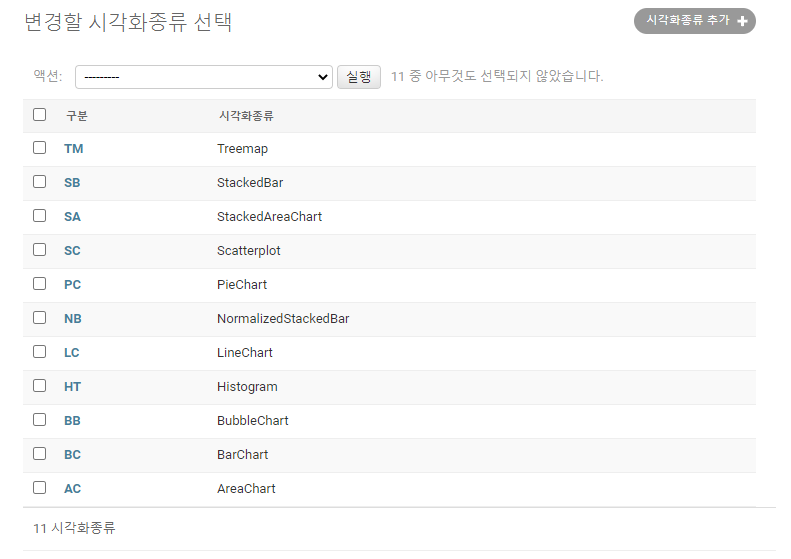 변경할 시각화종류 선택
시각화종류 추가 +
액션: --------- 실행 11 중 아무것도 선택되지 않았습니다.
구분 시각화종류
TM Treemap
SB StackedBar
SA StackedAreaChart
SC Scatterplot
PC PieChart
NB NormalizedStackedBar
LC LineChart
HT Histogram
BB BubbleChart
BC BarChart
AC AreaChart
11 시각화종류